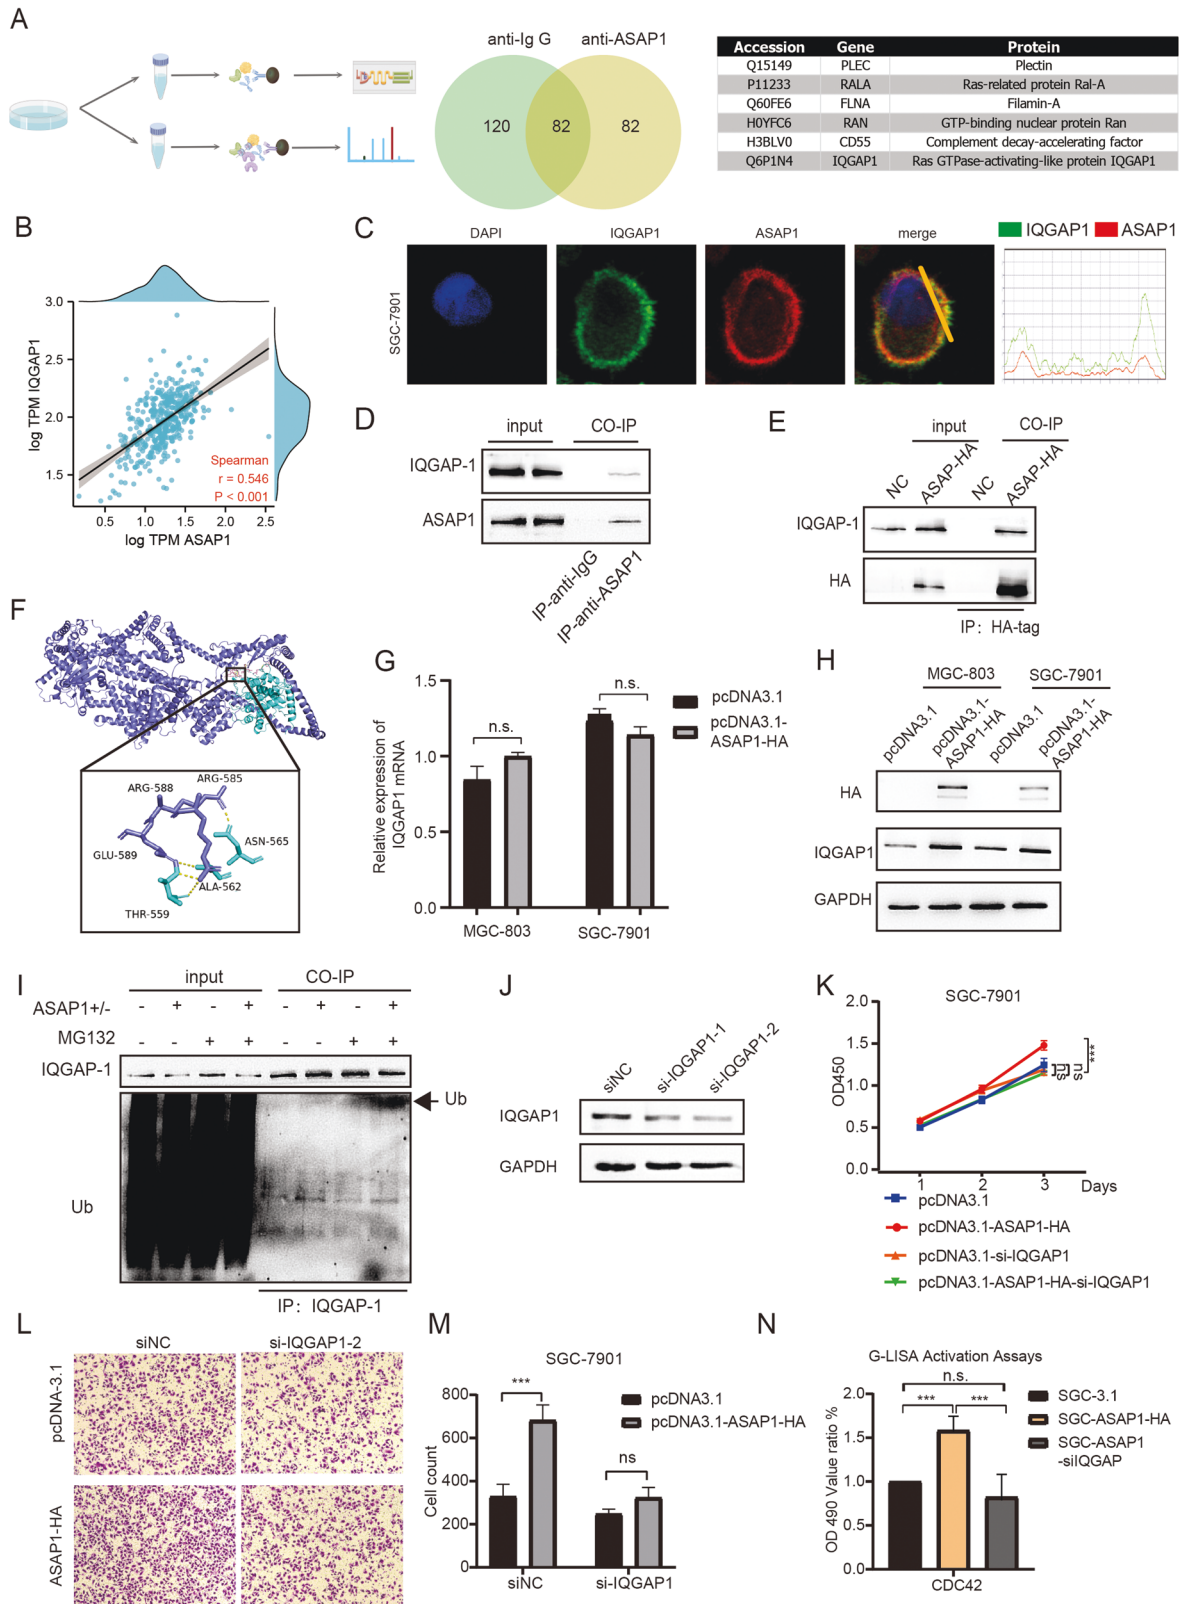 A
anti-Ig G
anti-ASAP1
120
82
82
Accession Gene Protein
Q15149 PLEC Plectin
P11233 RALA Ras-related protein Ral-A
Q60FE6 FLNA Filamin-A
H0YFC6 RAN GTP-binding nuclear protein Ran
H3BLV0 CD55 Complement decay-accelerating factor
Q6P1N4 IQGAP1 Ras GTPase-activating-like protein IQGAP1
B
log TPM IQGAP1
3.0
2.5
2.0
1.5
Spearman
r = 0.546
P < 0.001
0.5 1.0 1.5 2.0 2.5
log TPM ASAP1
C
DAPI
IQGAP1
ASAP1
merge
SGC-7901
IQGAP1 ASAP1
D
input CO-IP
IQGAP-1
ASAP1
IP-anti-IgG
IP-anti-ASAP1
E
input CO-IP
NC
ASAP-HA
NC
ASAP-HA
IQGAP-1
HA
IP: HA-tag
F
ARG-585
ARG-588
ASN-565
GLU-589
ALA-562
THR-559
G
Relative expression of
IQGAP1 mRNA
1.5
1.0
0.5
0.0
n.s.
n.s.
pcDNA3.1
pcDNA3.1-
ASAP1-HA
MGC-803 SGC-7901
H
MGC-803 SGC-7901
pcDNA3.1
pcDNA3.1-
ASAP1-HA
pcDNA3.1
pcDNA3.1-
ASAP1-HA
HA
IQGAP1
GAPDH
I
input CO-IP
ASAP1+/- - + - + - + - +
MG132 - - + + - - + +
IQGAP-1
Ub
Ub
IP: IQGAP-1
J
siNC
si-IQGAP1-1
si-IQGAP1-2
IQGAP1
GAPDH
K
SGC-7901
OD450
2.0
1.5
1.0
0.5
0.0
***
ns
ns
1 2 3 Days
pcDNA3.1
pcDNA3.1-ASAP1-HA
pcDNA3.1-si-IQGAP1
pcDNA3.1-ASAP1-HA-si-IQGAP1
L
siNC si-IQGAP1-2
pcDNA-3.1
ASAP1-HA
M
SGC-7901
Cell count
800
600
400
200
0
***
ns
pcDNA3.1
pcDNA3.1-ASAP1-HA
siNC si-IQGAP1
N
G-LISA Activation Assays
OD 490 Value ratio %
2.0
1.5
1.0
0.5
0.0
n.s.
*** ***
SGC-3.1
SGC-ASAP1-HA
SGC-ASAP1
-siIQGAP
CDC42